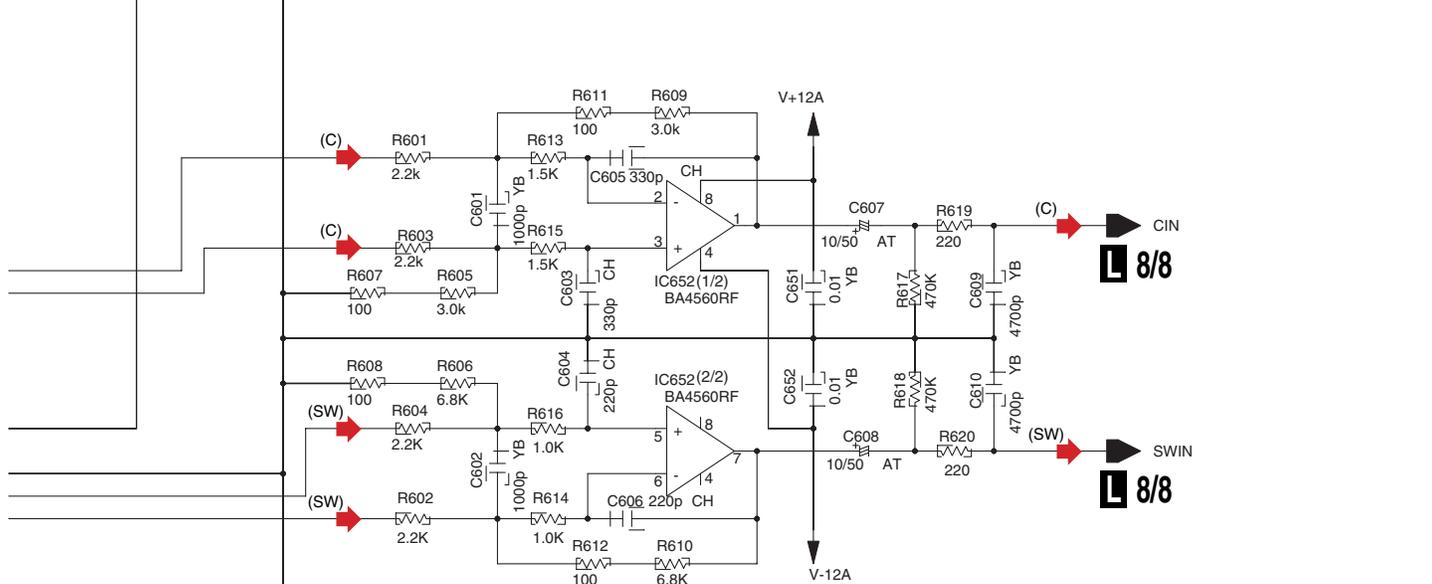 R611 R609 V+12A
100 3.0k
(C) R601 R613
2.2k 1.5K C605 330p CH
C601 1000p YB
2 - 8
1
3 + 4
(C) R603 R615
2.2k 1.5K
R607 R605
100 3.0k
C603 330p CH
IC652 (1/2)
BA4560RF
C607
10/50 + AT
R619
220
(C) CIN
L 8/8
C651 0.01 YB
R617 470K
C609 4700p YB
R608 R606
100 6.8K
C604 220p CH
IC652 (2/2)
BA4560RF
C652 0.01 YB
R618 470K
C610 4700p YB
(SW) R604 R616
2.2K 1.0K
C602 1000p YB
5 + 8
7
6 - 4
C608
10/50 + AT
R620
220
(SW) SWIN
L 8/8
(SW) R602 R614
2.2K 1.0K
C606 220p CH
R612 R610
100 6.8K
V-12A